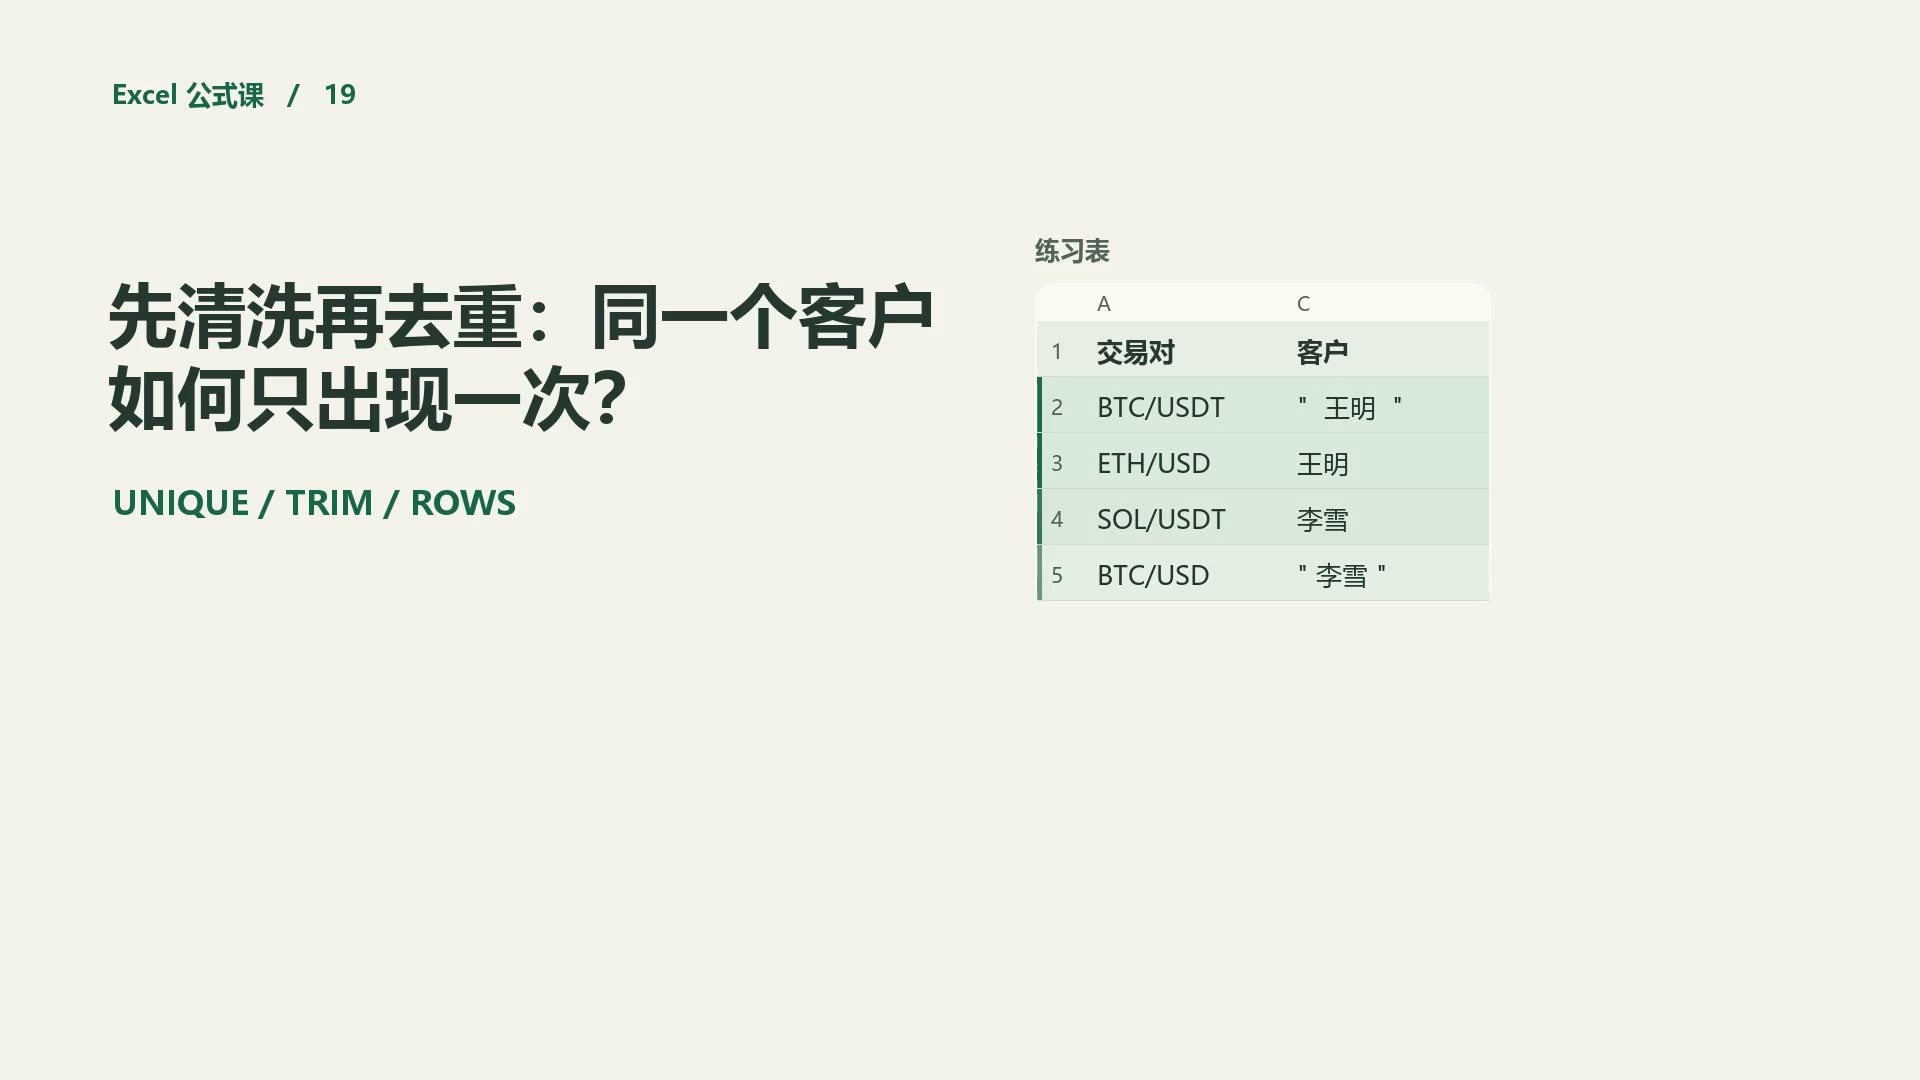 Excel 公式课 / 19
先清洗再去重：同一个客户
如何只出现一次？
UNIQUE / TRIM / ROWS
练习表
A C
1 交易对 客户
2 BTC/USDT "  王明  "
3 ETH/USD 王明
4 SOL/USDT 李雪
5 BTC/USD " 李雪 "